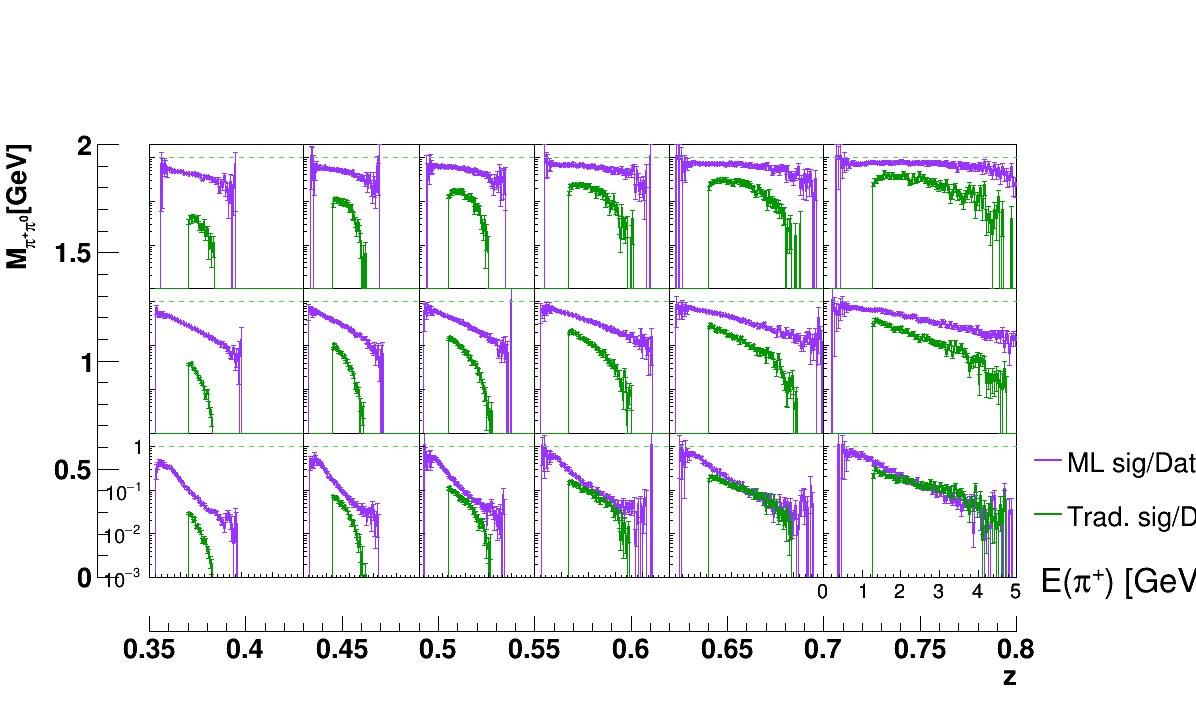 M_{π⁺π⁰}[GeV]
2
1.5
1
0.5
0
1
10⁻¹
10⁻²
10⁻³
ML sig/Dat
Trad. sig/D
0 1 2 3 4 5
E(π⁺) [GeV
0.35 0.4 0.45 0.5 0.55 0.6 0.65 0.7 0.75 0.8
z